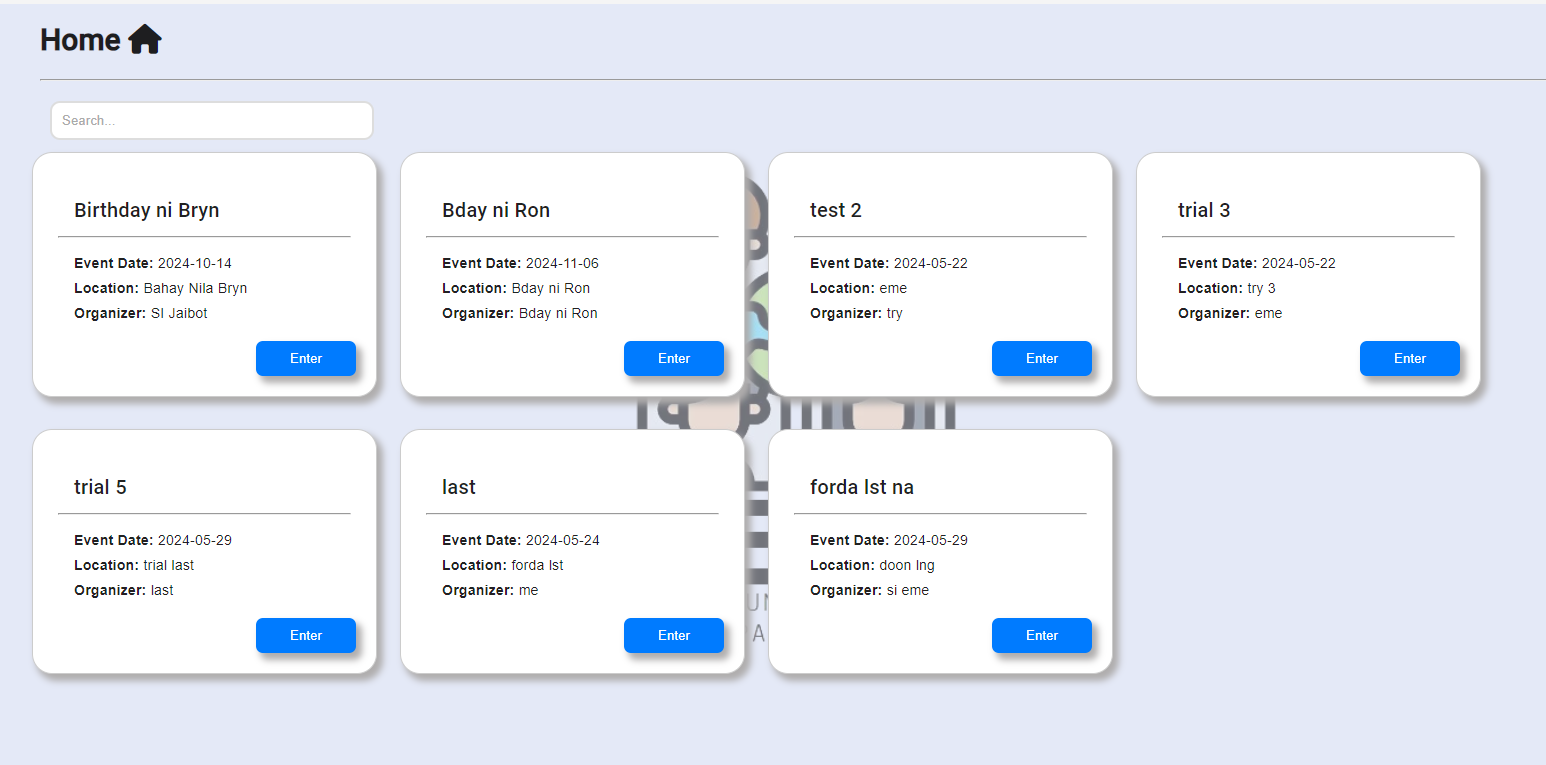 Home
Search...
Birthday ni Bryn
Event Date: 2024-10-14
Location: Bahay Nila Bryn
Organizer: SI Jaibot
Enter
Bday ni Ron
Event Date: 2024-11-06
Location: Bday ni Ron
Organizer: Bday ni Ron
Enter
test 2
Event Date: 2024-05-22
Location: eme
Organizer: try
Enter
trial 3
Event Date: 2024-05-22
Location: try 3
Organizer: eme
Enter
trial 5
Event Date: 2024-05-29
Location: trial last
Organizer: last
Enter
last
Event Date: 2024-05-24
Location: forda lst
Organizer: me
Enter
forda lst na
Event Date: 2024-05-29
Location: doon lng
Organizer: si eme
Enter